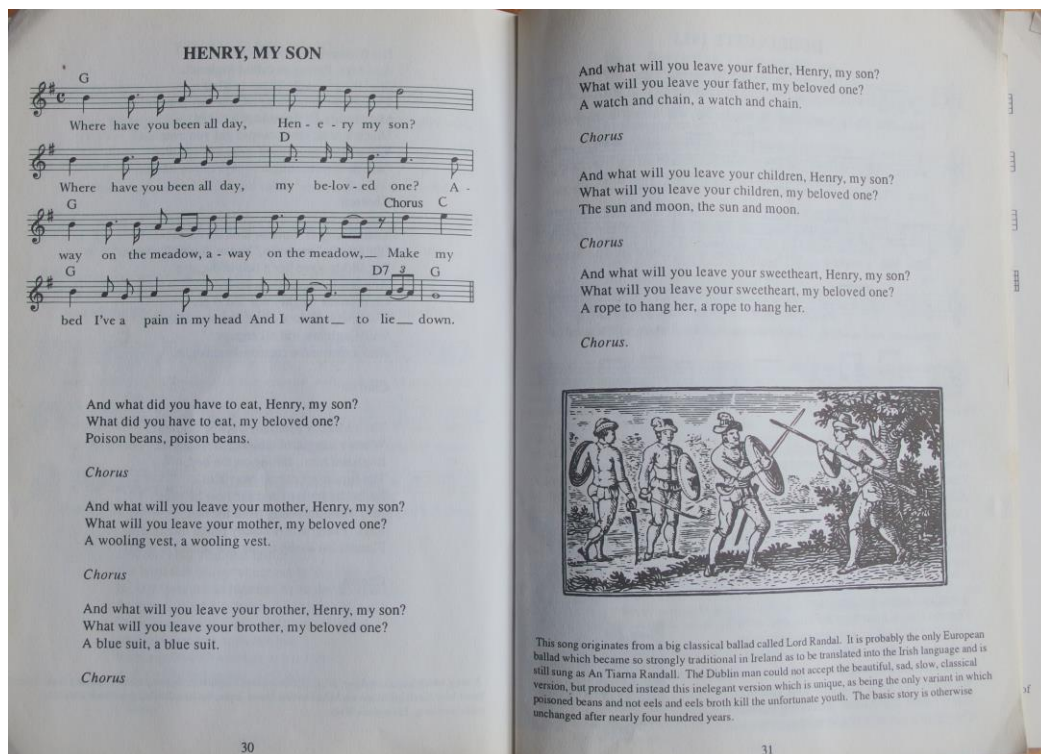 HENRY, MY SON
G
Where have you been all day, Hen - e - ry my son?
D
Where have you been all day, my be-lov - ed one? A -
G Chorus C
way on the meadow, a - way on the meadow,__ Make my
G D7 3 G
bed I've a pain in my head And I want__ to lie__ down.
And what did you have to eat, Henry, my son?
What did you have to eat, my beloved one?
Poison beans, poison beans.
Chorus
And what will you leave your mother, Henry, my son?
What will you leave your mother, my beloved one?
A wooling vest, a wooling vest.
Chorus
And what will you leave your brother, Henry, my son?
What will you leave your brother, my beloved one?
A blue suit, a blue suit.
Chorus
30
And what will you leave your father, Henry, my son?
What will you leave your father, my beloved one?
A watch and chain, a watch and chain.
Chorus
And what will you leave your children, Henry, my son?
What will you leave your children, my beloved one?
The sun and moon, the sun and moon.
Chorus
And what will you leave your sweetheart, Henry, my son?
What will you leave your sweetheart, my beloved one?
A rope to hang her, a rope to hang her.
Chorus.
This song originates from a big classical ballad called Lord Randal. It is probably the only European
ballad which became so strongly traditional in Ireland as to be translated into the Irish language and is
still sung as An Tiarna Randall. The Dublin man could not accept the beautiful, sad, slow, classical
version, but produced instead this inelegant version which is unique, as being the only variant in which
poisoned beans and not eels and eels broth kill the unfortunate youth. The basic story is otherwise
unchanged after nearly four hundred years.
31
of